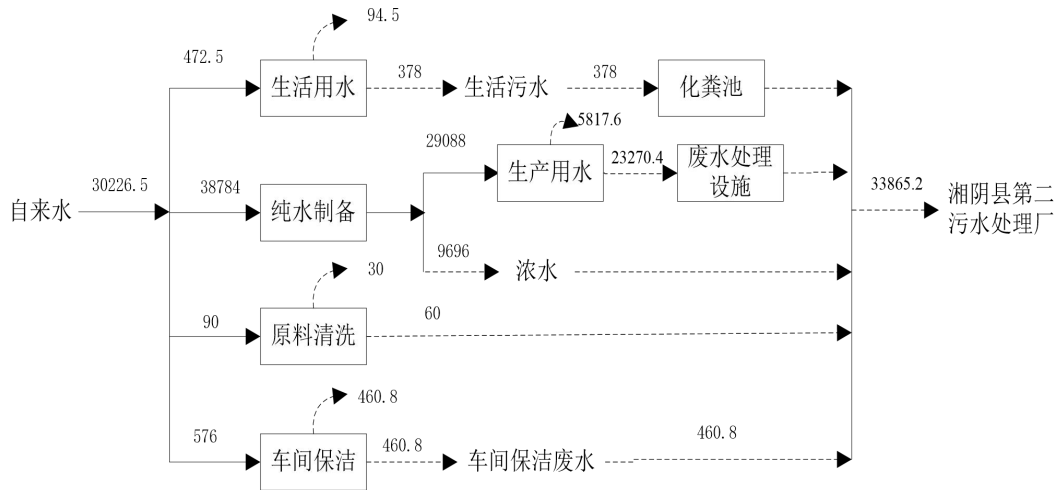 94.5
472.5
生活用水
378
生活污水
378
化粪池
5817.6
29088
生产用水
23270.4
废水处理
设施
30226.5
自来水
38784
纯水制备
33865.2
湘阴县第二
污水处理厂
9696
浓水
30
90
原料清洗
60
460.8
576
车间保洁
460.8
车间保洁废水
460.8